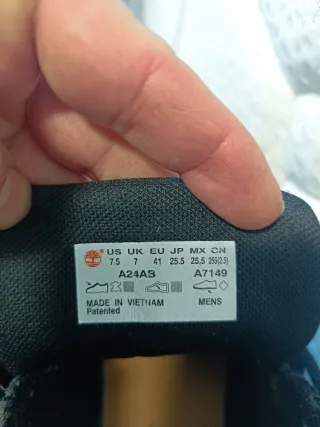 US UK EU JP MX CN
7.5 7 41 25.5 25.5 255(2.5)
A24AB A7149
MADE IN VIETNAM MENS
Patented